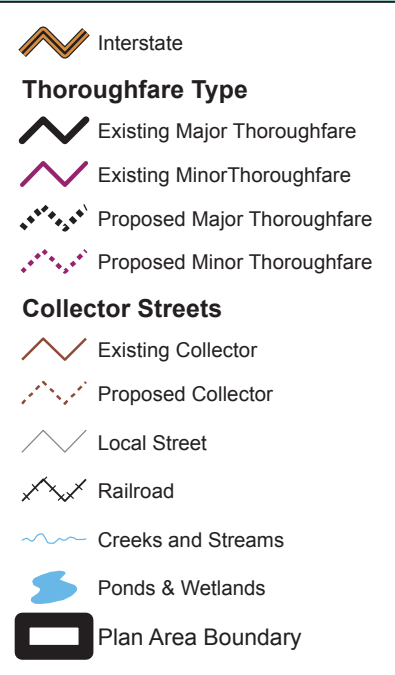 Interstate
Thoroughfare Type
Existing Major Thoroughfare
Existing MinorThoroughfare
Proposed Major Thoroughfare
Proposed Minor Thoroughfare
Collector Streets
Existing Collector
Proposed Collector
Local Street
Railroad
Creeks and Streams
Ponds & Wetlands
Plan Area Boundary